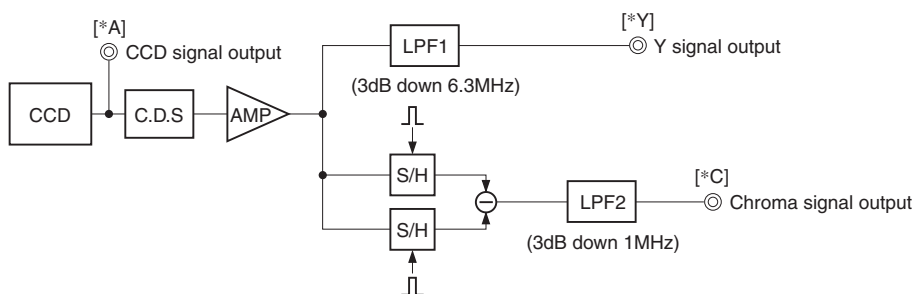 [*A]
CCD signal output
CCD
C.D.S
AMP
LPF1
(3dB down 6.3MHz)
[*Y]
Y signal output
S/H
S/H
LPF2
(3dB down 1MHz)
[*C]
Chroma signal output